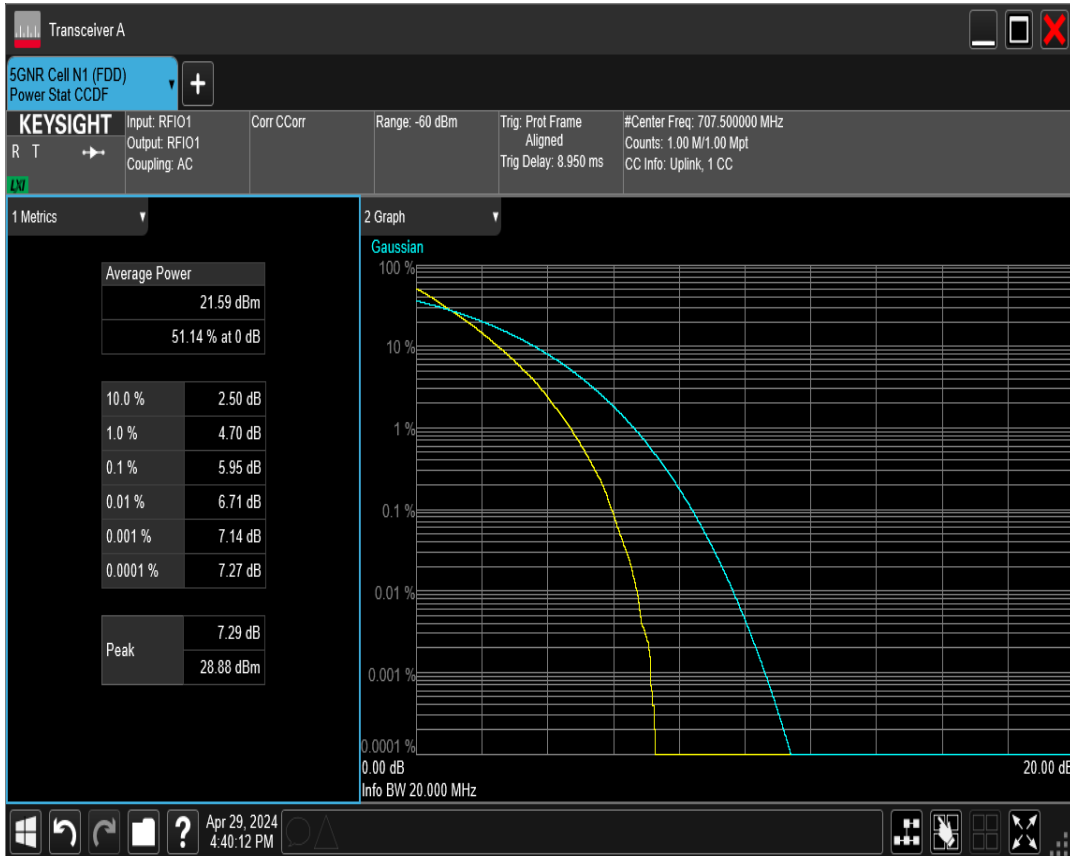 Transceiver A
5GNR Cell N1 (FDD)
Power Stat CCDF
+
KEYSIGHT
R T
LXI
Input: RFIO1
Output: RFIO1
Coupling: AC
Corr CCorr
Range: -60 dBm
Trig: Prot Frame
Aligned
Trig Delay: 8.950 ms
#Center Freq: 707.500000 MHz
Counts: 1.00 M/1.00 Mpt
CC Info: Uplink, 1 CC
1 Metrics
Average Power
21.59 dBm
51.14 % at 0 dB
10.0 % 2.50 dB
1.0 % 4.70 dB
0.1 % 5.95 dB
0.01 % 6.71 dB
0.001 % 7.14 dB
0.0001 % 7.27 dB
Peak
7.29 dB
28.88 dBm
2 Graph
Gaussian
100 %
10 %
1 %
0.1 %
0.01 %
0.001 %
0.0001 %
0.00 dB 20.00 dB
Info BW 20.000 MHz
?
Apr 29, 2024
4:40:12 PM